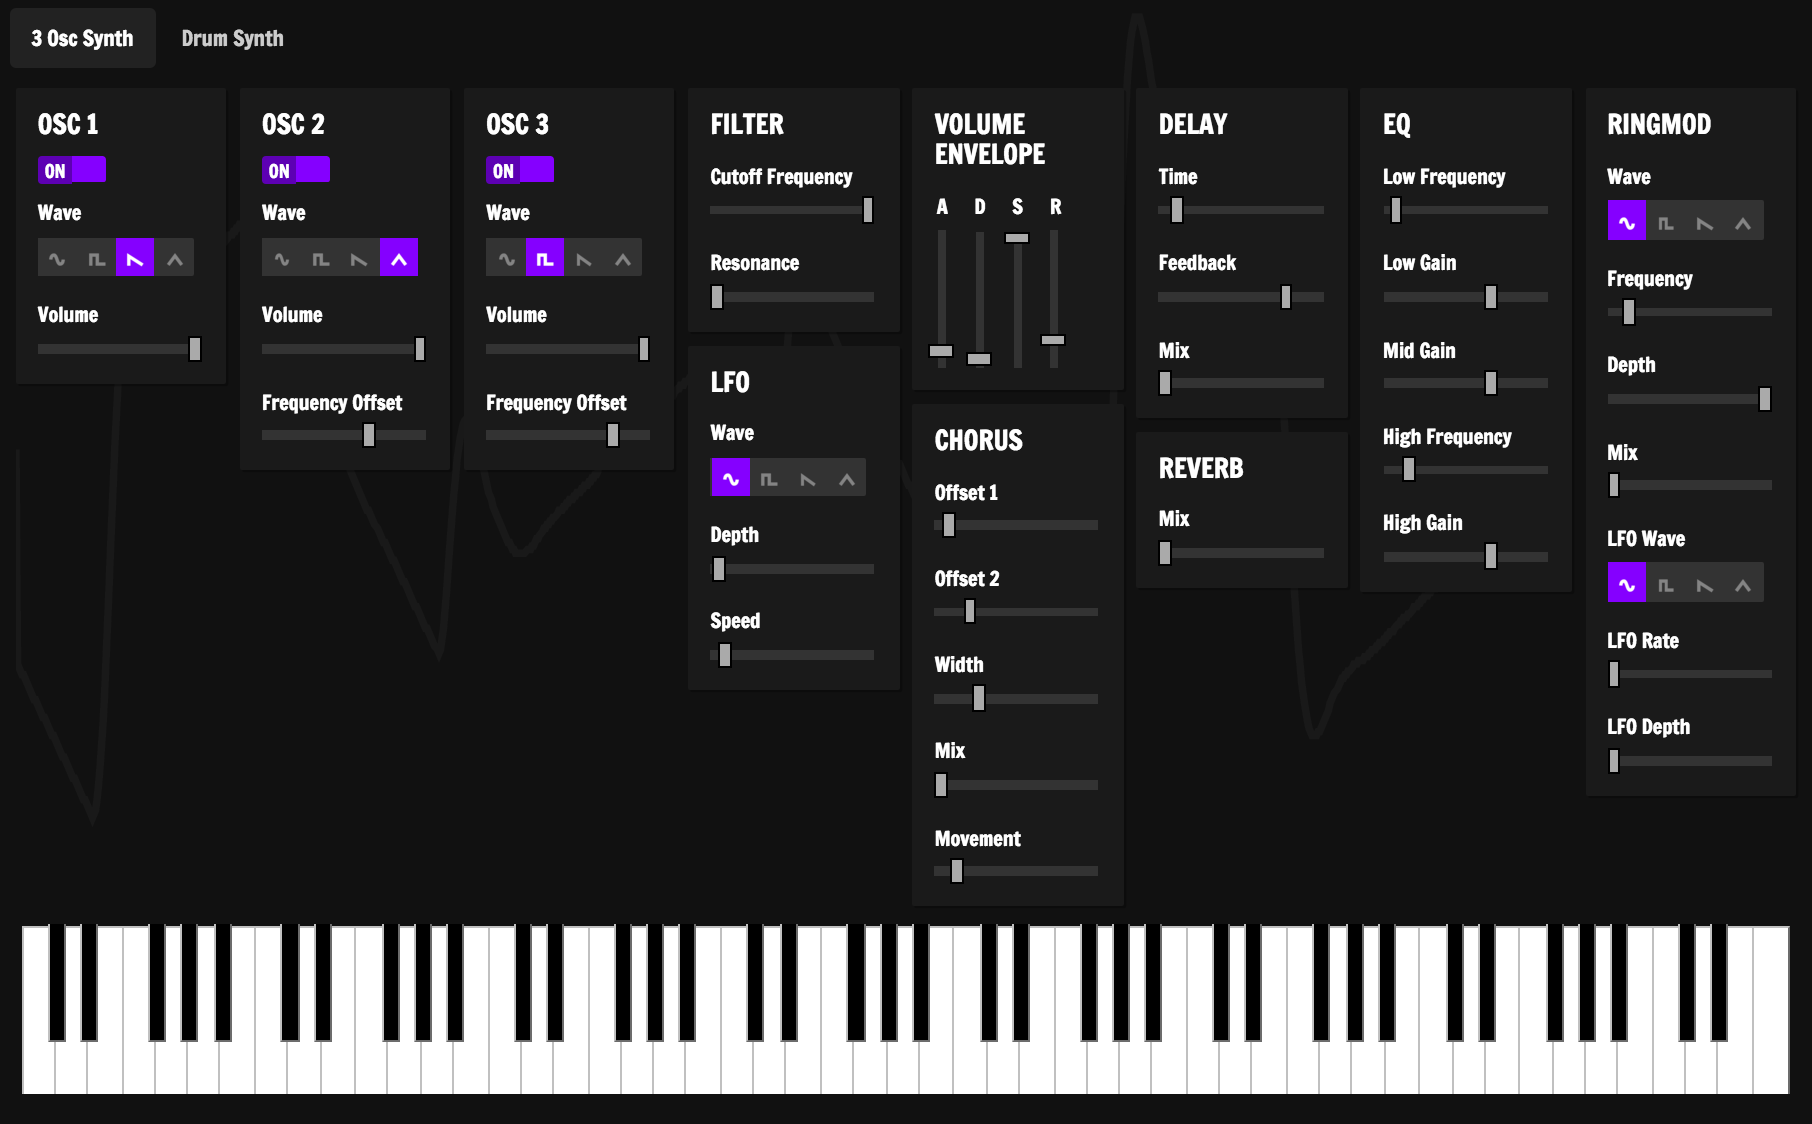 3 Osc Synth
Drum Synth
OSC 1
ON
Wave
Volume
OSC 2
ON
Wave
Volume
Frequency Offset
OSC 3
ON
Wave
Volume
Frequency Offset
FILTER
Cutoff Frequency
Resonance
LFO
Wave
Depth
Speed
VOLUME
ENVELOPE
A D S R
CHORUS
Offset 1
Offset 2
Width
Mix
Movement
DELAY
Time
Feedback
Mix
REVERB
Mix
EQ
Low Frequency
Low Gain
Mid Gain
High Frequency
High Gain
RINGMOD
Wave
Frequency
Depth
Mix
LFO Wave
LFO Rate
LFO Depth